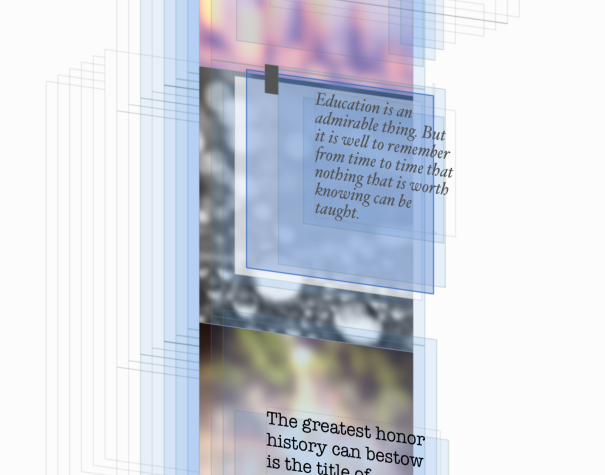 Education is an
admirable thing. But
it is well to remember
from time to time that
nothing that is worth
knowing can be
taught.
The greatest honor
history can bestow
is the title of